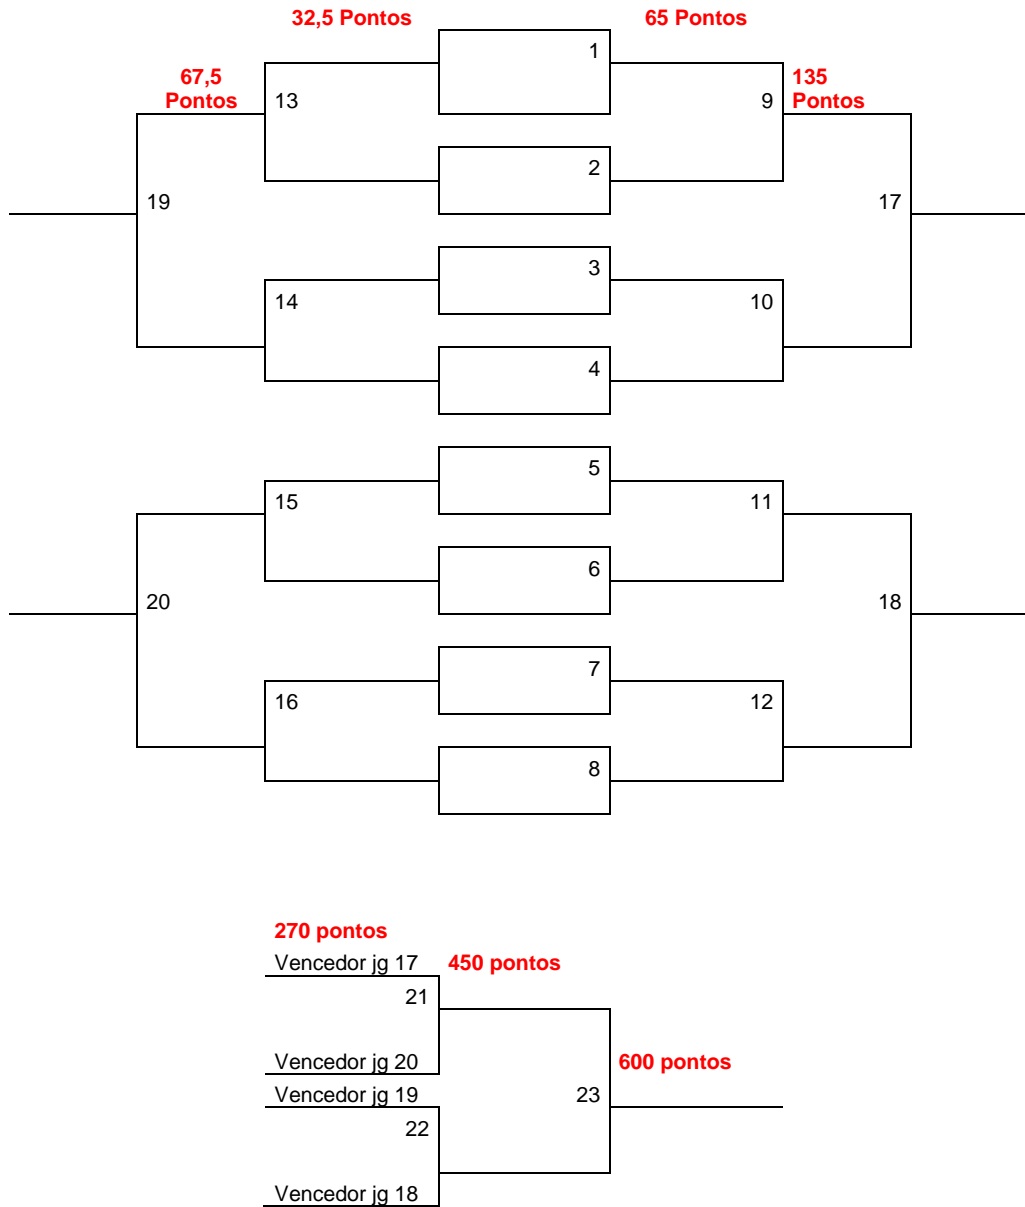 32,5 Pontos
65 Pontos
1
67,5
Pontos
135
Pontos
13
9
2
19
17
3
14
10
4
5
15
11
6
20
18
7
16
12
8
270 pontos
Vencedor jg 17
450 pontos
21
Vencedor jg 20
600 pontos
Vencedor jg 19
23
22
Vencedor jg 18